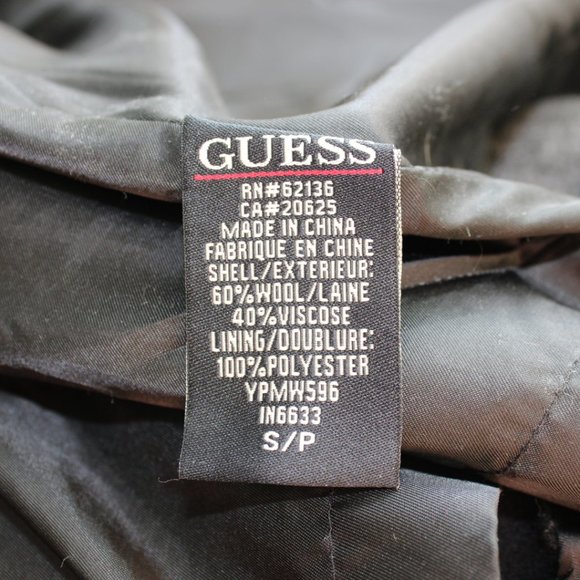 GUESS
RN#62136
CA#20625
MADE IN CHINA
FABRIQUE EN CHINE
SHELL/EXTERIEUR:
60%WOOL/LAINE
40%VISCOSE
LINING/DOUBLURE:
100%POLYESTER
YPMW596
IN6633
S/P